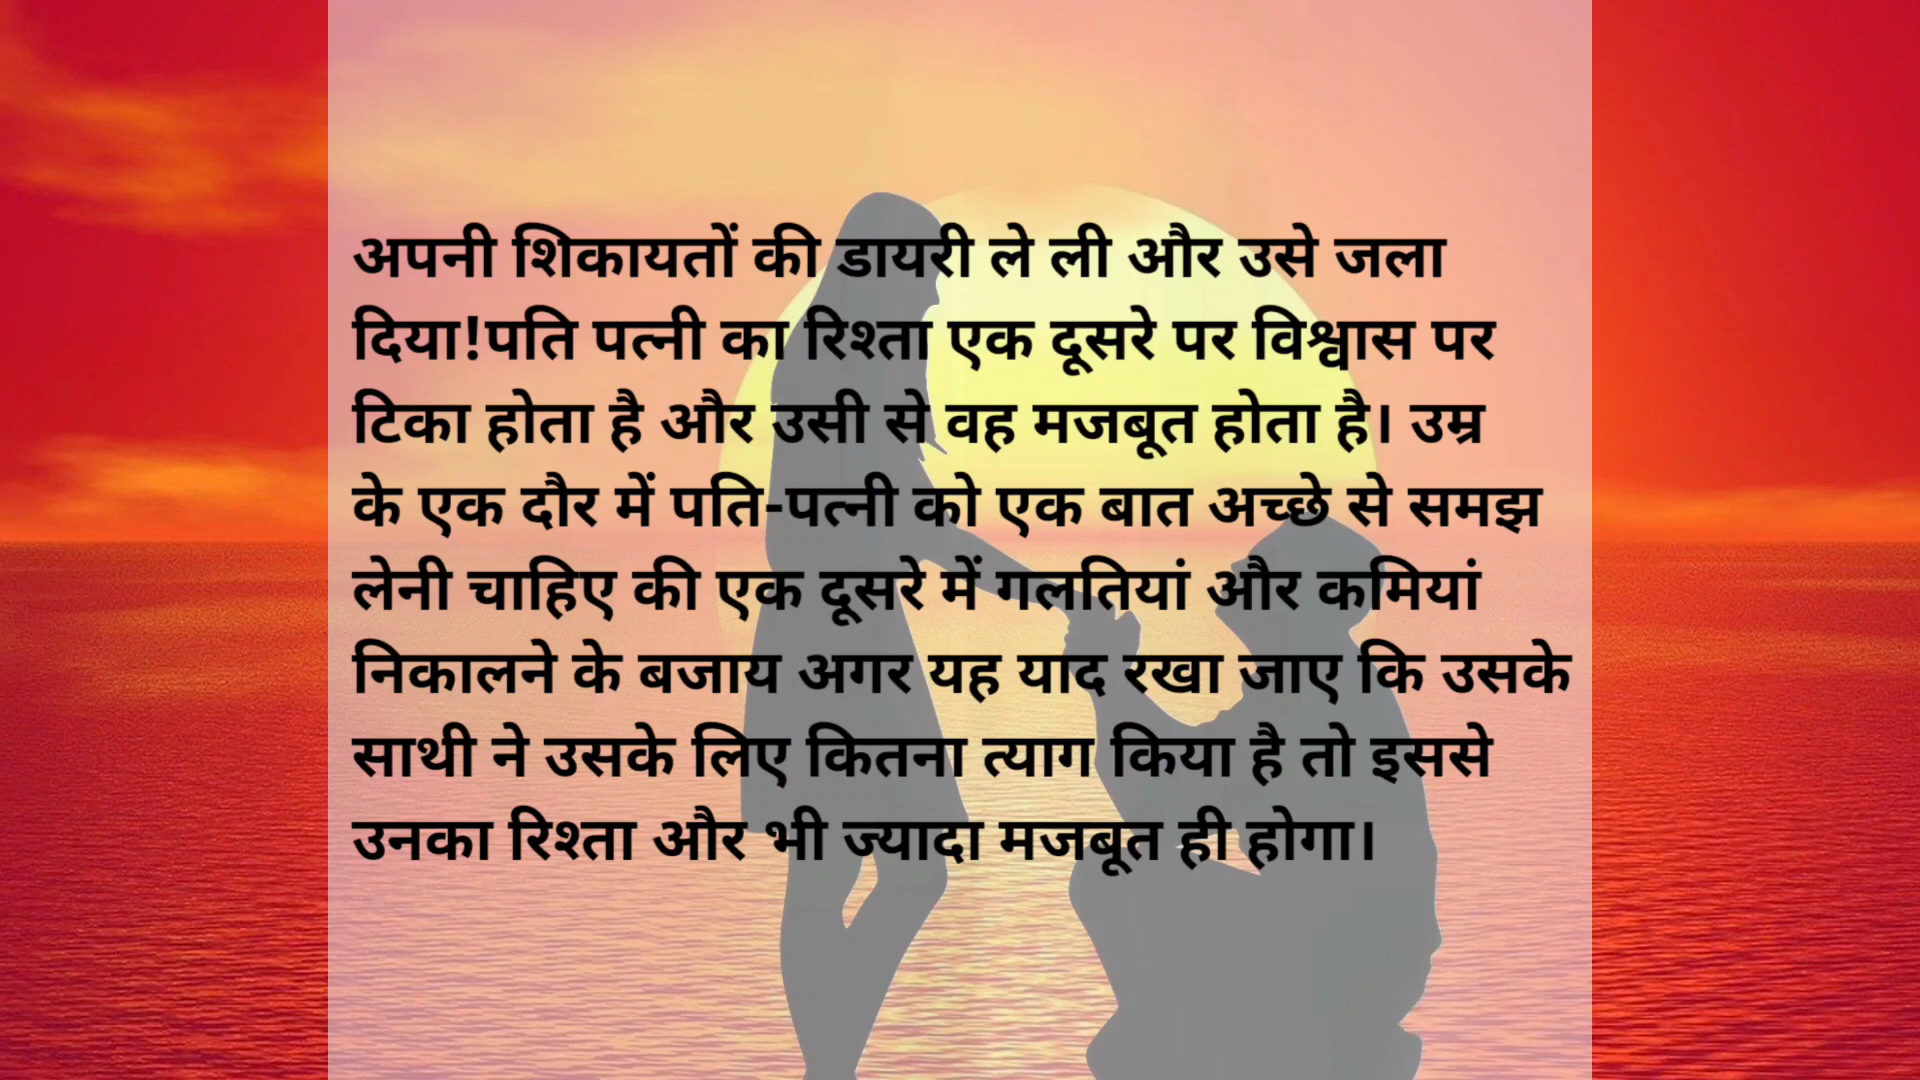 अपनी शिकायतों की डायरी ले ली और उसे जला
दिया!पति पत्नी का रिश्ता एक दूसरे पर विश्वास पर
टिका होता है और उसी से वह मजबूत होता है। उम्र
के एक दौर में पति-पत्नी को एक बात अच्छे से समझ
लेनी चाहिए की एक दूसरे में गलतियां और कमियां
निकालने के बजाय अगर यह याद रखा जाए कि उसके
साथी ने उसके लिए कितना त्याग किया है तो इससे
उनका रिश्ता और भी ज्यादा मजबूत ही होगा।